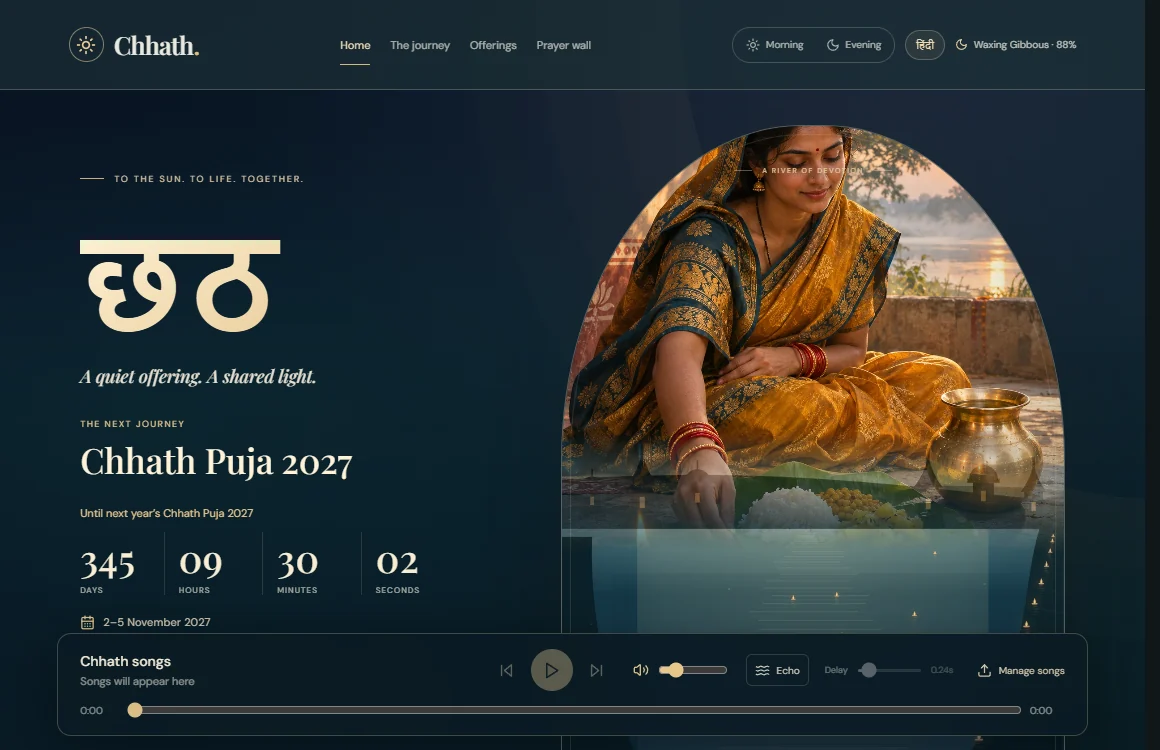 Chhath.
Home
The journey
Offerings
Prayer wall
Morning
Evening
हिंदी
Waxing Gibbous · 88%
TO THE SUN. TO LIFE. TOGETHER.
A RIVER OF DEVOTION
छठ
A quiet offering. A shared light.
THE NEXT JOURNEY
Chhath Puja 2027
Until next year's Chhath Puja 2027
345
DAYS
09
HOURS
30
MINUTES
02
SECONDS
2–5 November 2027
Chhath songs
Songs will appear here
Echo
Delay
0.24s
Manage songs
0:00
0:00